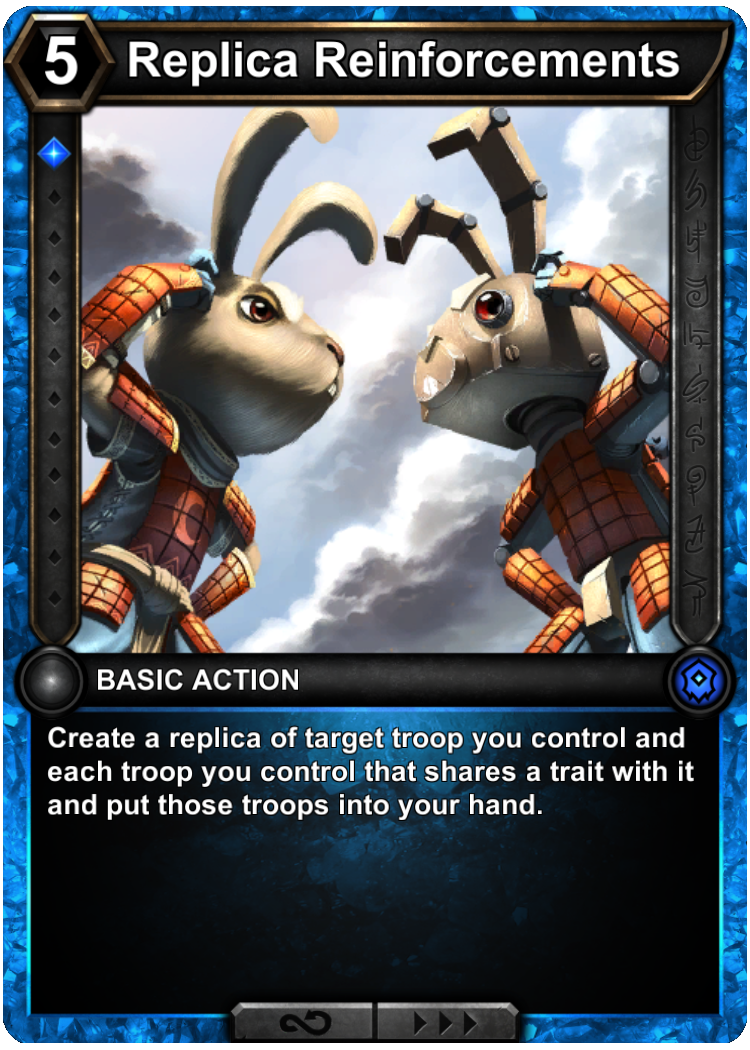 5
Replica Reinforcements
BASIC ACTION
Create a replica of target troop you control and
each troop you control that shares a trait with it
and put those troops into your hand.